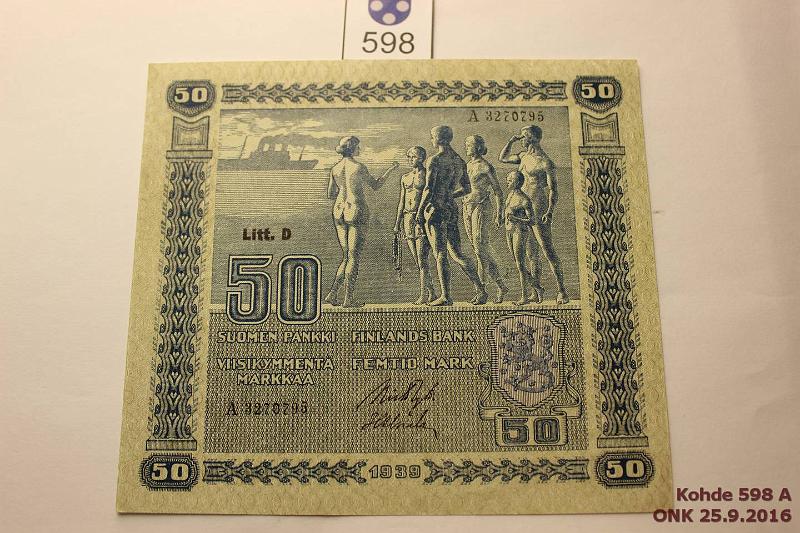 598
50 50
A 3270795
Litt. D
50
SUOMEN PANKKI FINLANDS BANK
VIISIKYMMENTÄ FEMTIO MARK
MARKKAA
A 3270795
50
50 1939 50
Kohde 598 A
ONK 25.9.2016